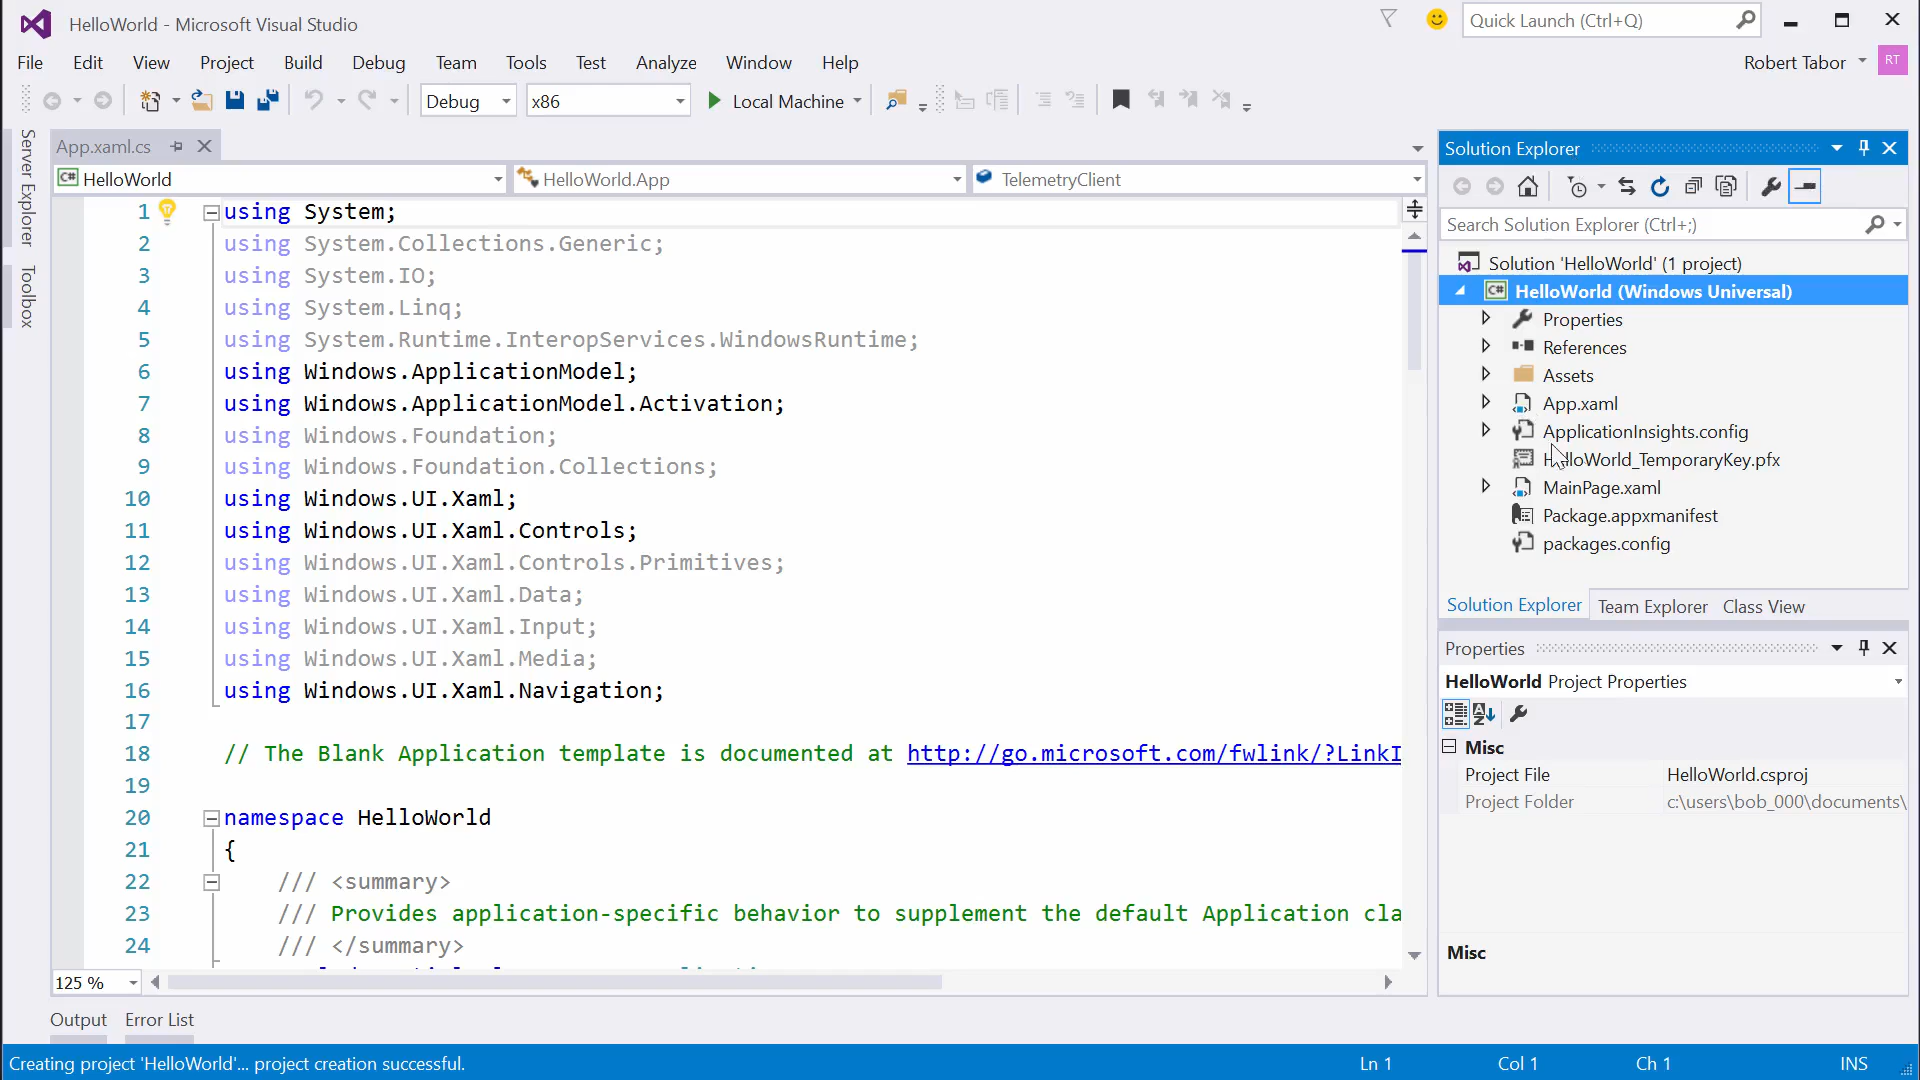 HelloWorld - Microsoft Visual Studio
Quick Launch (Ctrl+Q)
File Edit View Project Build Debug Team Tools Test Analyze Window Help
Robert Tabor RT
Debug x86 Local Machine
Server Explorer
Toolbox
App.xaml.cs
C# HelloWorld HelloWorld.App TelemetryClient
1 using System;
2 using System.Collections.Generic;
3 using System.IO;
4 using System.Linq;
5 using System.Runtime.InteropServices.WindowsRuntime;
6 using Windows.ApplicationModel;
7 using Windows.ApplicationModel.Activation;
8 using Windows.Foundation;
9 using Windows.Foundation.Collections;
10 using Windows.UI.Xaml;
11 using Windows.UI.Xaml.Controls;
12 using Windows.UI.Xaml.Controls.Primitives;
13 using Windows.UI.Xaml.Data;
14 using Windows.UI.Xaml.Input;
15 using Windows.UI.Xaml.Media;
16 using Windows.UI.Xaml.Navigation;
17
18 // The Blank Application template is documented at http://go.microsoft.com/fwlink/?LinkI
19
20 namespace HelloWorld
21 {
22 /// <summary>
23 /// Provides application-specific behavior to supplement the default Application cla
24 /// </summary>
125 %
Solution Explorer
Search Solution Explorer (Ctrl+;)
Solution 'HelloWorld' (1 project)
C# HelloWorld (Windows Universal)
Properties
References
Assets
App.xaml
ApplicationInsights.config
HelloWorld_TemporaryKey.pfx
MainPage.xaml
Package.appxmanifest
packages.config
Solution Explorer Team Explorer Class View
Properties
HelloWorld Project Properties
Misc
Project File HelloWorld.csproj
Project Folder c:\users\bob_000\documents\
Misc
Output Error List
Creating project 'HelloWorld'... project creation successful.
Ln 1 Col 1 Ch 1 INS